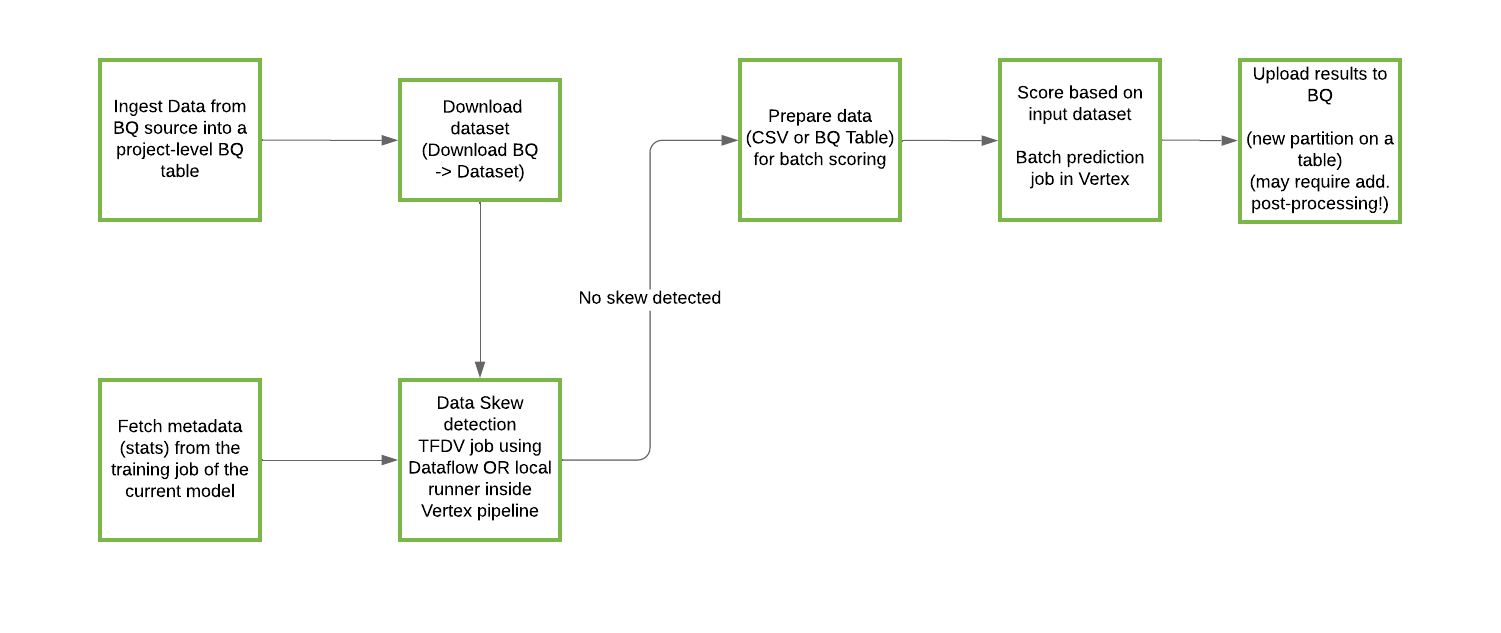 Ingest Data from
BQ source into a
project-level BQ
table
Download
dataset
(Download BQ
-> Dataset)
Prepare data
(CSV or BQ Table)
for batch scoring
Score based on
input dataset
Batch prediction
job in Vertex
Upload results to
BQ
(new partition on a
table)
(may require add.
post-processing!)
No skew detected
Fetch metadata
(stats) from the
training job of the
current model
Data Skew
detection
TFDV job using
Dataflow OR local
runner inside
Vertex pipeline